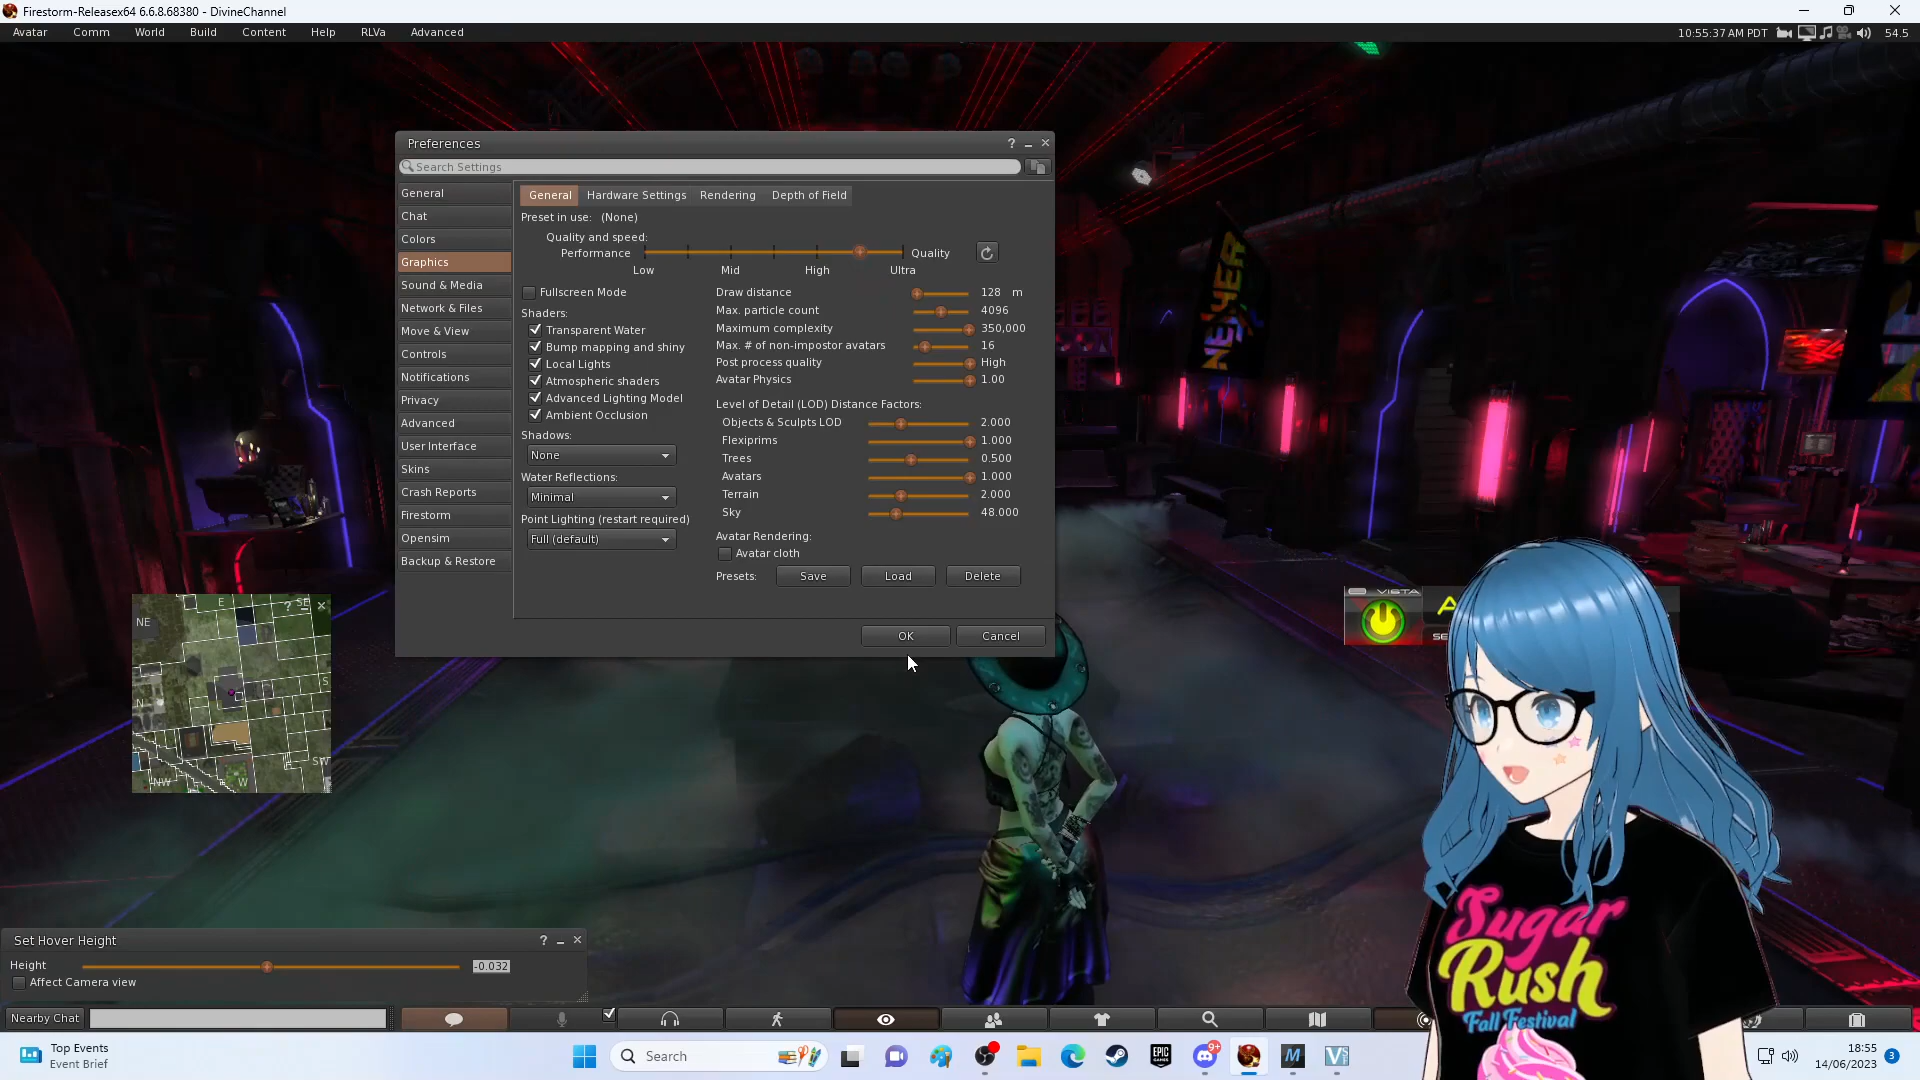 Firestorm-Releasex64 6.6.8.68380 - DivineChannel
Avatar Comm World Build Content Help RLVa Advanced
10:55:37 AM PDT 54.5
Preferences ?
Search Settings
General
Chat
Colors
Graphics
Sound & Media
Network & Files
Move & View
Controls
Notifications
Privacy
Advanced
User Interface
Skins
Crash Reports
Firestorm
Opensim
Backup & Restore
General Hardware Settings Rendering Depth of Field
Preset in use: (None)
Quality and speed:
Performance Quality
Low Mid High Ultra
Fullscreen Mode
Shaders:
Transparent Water
Bump mapping and shiny
Local Lights
Atmospheric shaders
Advanced Lighting Model
Ambient Occlusion
Shadows:
None
Water Reflections:
Minimal
Point Lighting (restart required)
Full (default)
Draw distance 128 m
Max. particle count 4096
Maximum complexity 350,000
Max. # of non-impostor avatars 16
Post process quality High
Avatar Physics 1.00
Level of Detail (LOD) Distance Factors:
Objects & Sculpts LOD 2.000
Flexiprims 1.000
Trees 0.500
Avatars 1.000
Terrain 2.000
Sky 48.000
Avatar Rendering:
Avatar cloth
Presets: Save Load Delete
OK Cancel
E ? SE
NE
S
N
SW
NW W
VISTA
A
SE
NEVER
Sugar
Rush
Fall Festival
Set Hover Height ?
Height -0.032
Affect Camera view
Nearby Chat
Top Events
Event Brief
Search
EPIC
GAMES
9+
M
18:55
14/06/2023
3